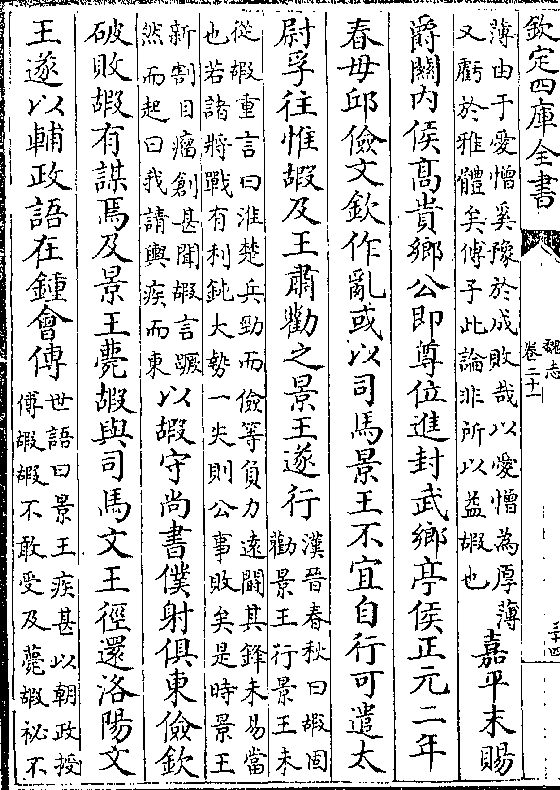 欽定四庫全書
魏志
卷二十一
二十四
薄由于愛憎奚豫於成敗哉以愛憎為厚薄
又虧於雅體矣傅子此論非所以益嘏也
嘉平末賜
爵關内侯髙貴鄉公即尊位進封武鄉亭侯正元二年
春毋邱儉文欽作亂或以司馬景王不宜自行可遣太
尉孚往惟嘏及王肅勸之景王遂行
漢晉春秋曰嘏固
勸景王行景王未
從嘏重言曰淮楚兵勁而儉等負力遠鬭其鋒未易當
也若諸將戰有利鈍大勢一失則公事敗矣是時景王
新割目瘤創甚聞嘏言蹶
然而起曰我請輿疾而東
以嘏守尚書僕射俱東儉欽
破敗嘏有謀焉及景王薨嘏與司馬文王徑還洛陽文
王遂以輔政語在鍾會傳
世語曰景王疾甚以朝政授
傅嘏嘏不敢受及薨嘏祕不